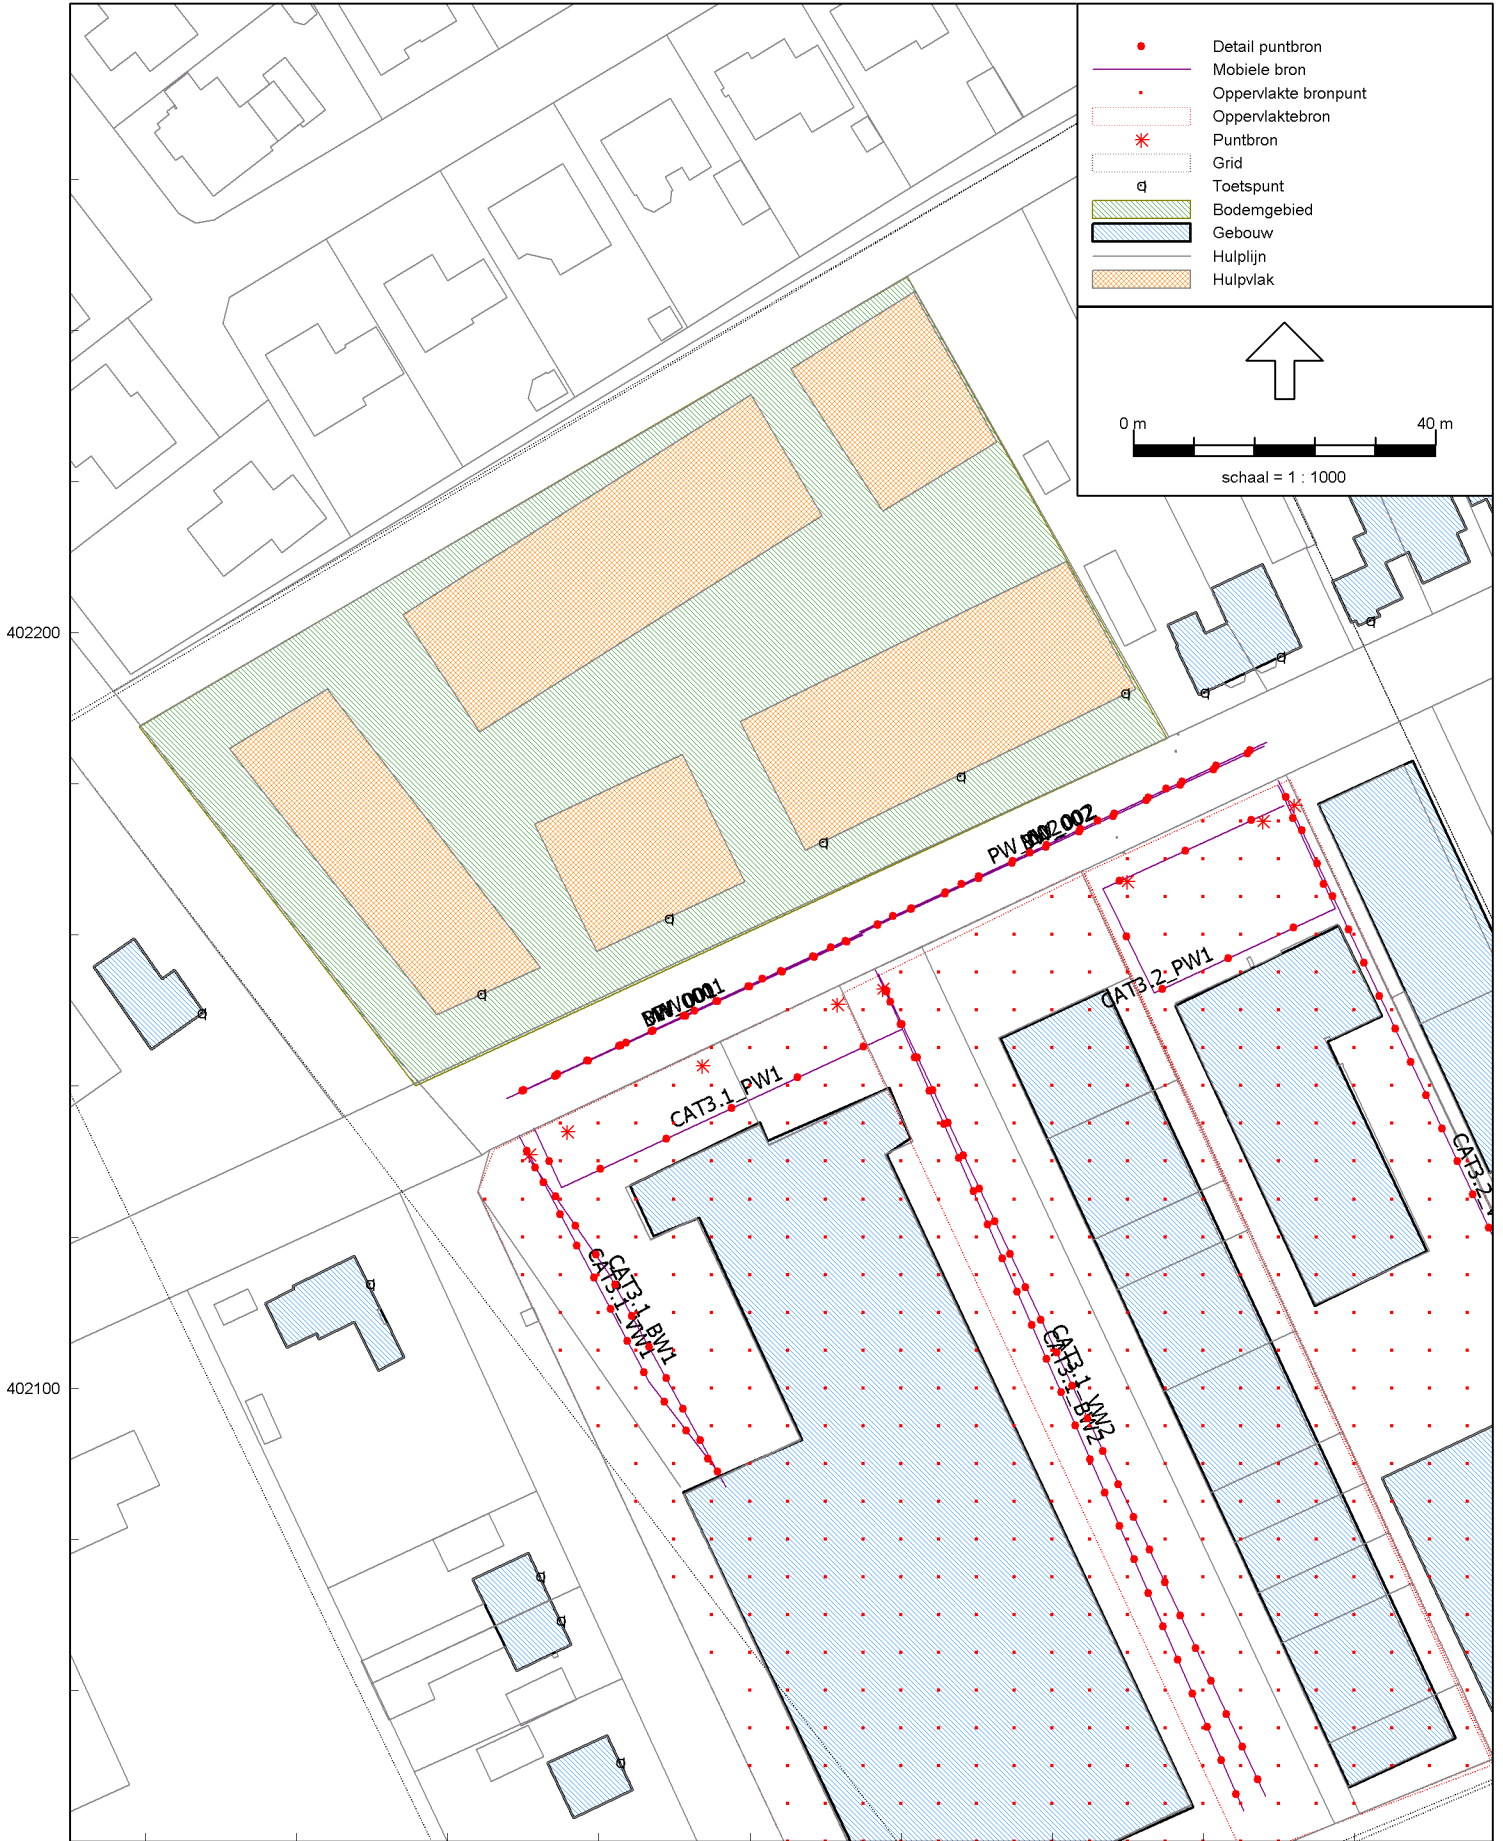 Detail puntbron
Mobiele bron
Oppervlakte bronpunt
Oppervlaktebron
Puntbron
Grid
Toetspunt
Bodemgebied
Gebouw
Hulplijn
Hulpvlak
0 m
40 m
schaal = 1 : 1000
402200
402100
CAT3.2_PW1
CAT3.1_PW1
CAT3.1_VW1
CAT3.1_BW1
CAT3.1_VW2
CAT3.1_BW2